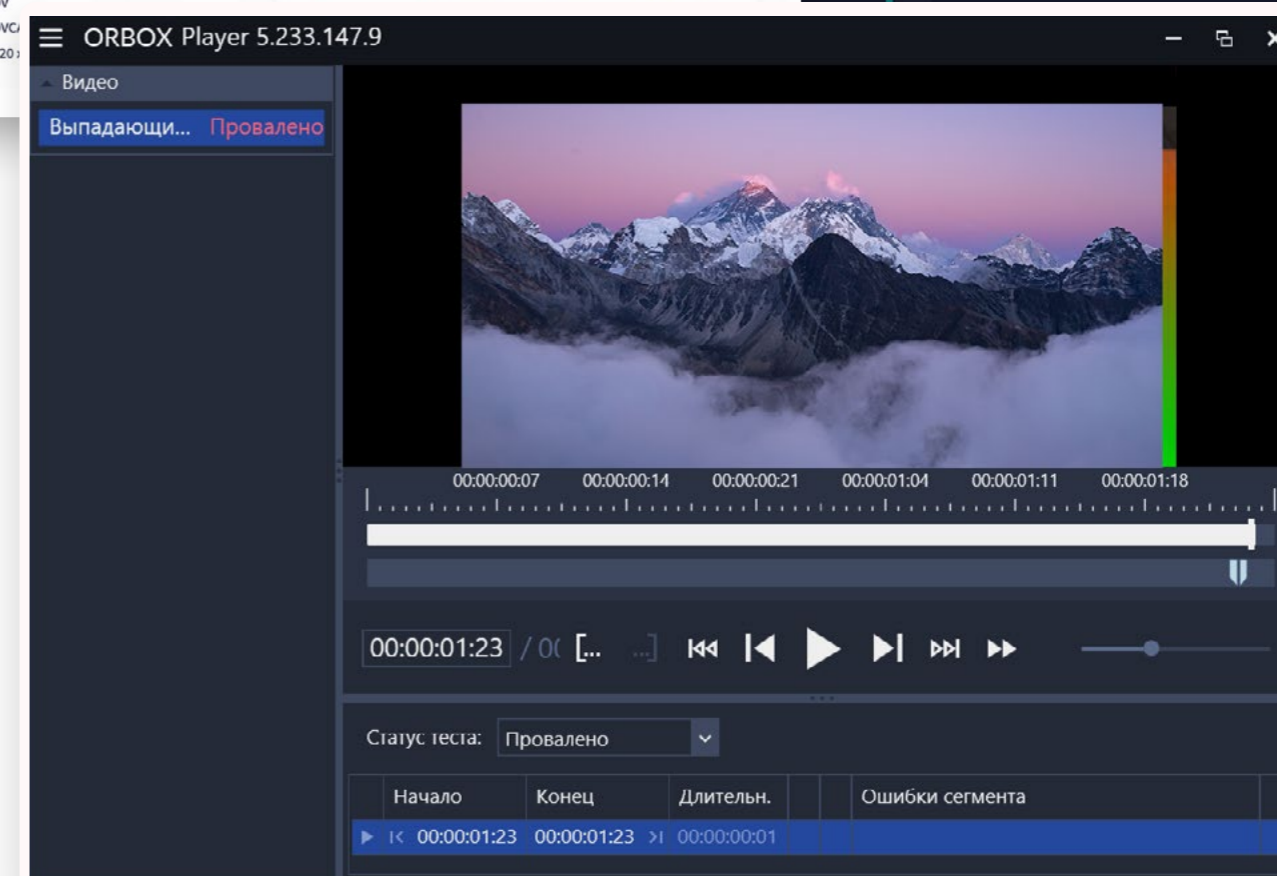 ORBOX Player 5.233.147.9
Видео
Выпадающи... Провалено
00:00:00:07 00:00:00:14 00:00:00:21 00:00:01:04 00:00:01:11 00:00:01:18
00:00:01:23 / 0( [... ...]
Статус теста: Провалено
Начало Конец Длительн. Ошибки сегмента
00:00:01:23 00:00:01:23 00:00:00:01